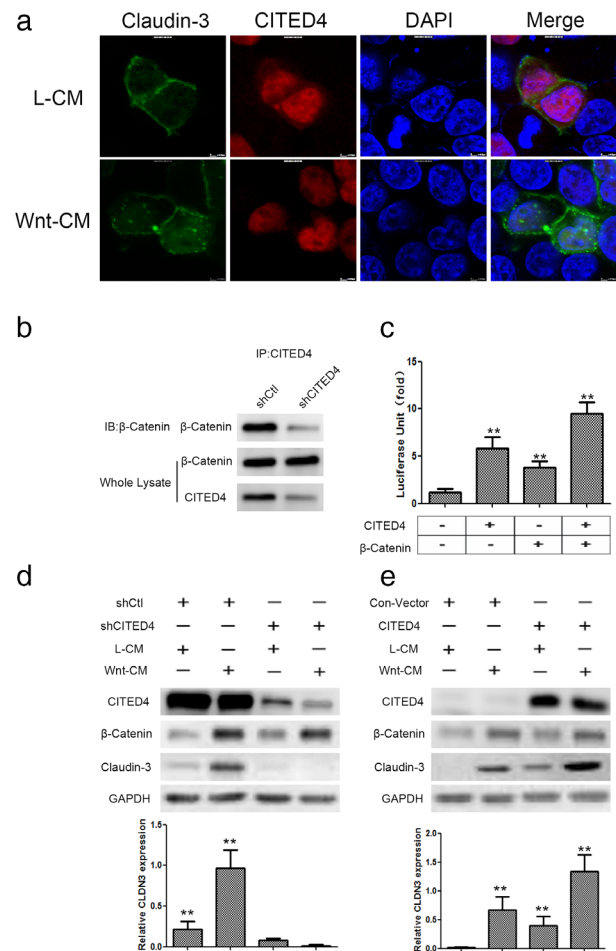 a
Claudin-3 CITED4 DAPI Merge
L-CM
Wnt-CM
b
IP:CITED4
shCtl shCITED4
IB:β-Catenin β-Catenin
β-Catenin
Whole Lysate
CITED4
c
Luciferase Unit (fold)
15
10
5
0
** ** **
CITED4 - + - +
β-Catenin - - + +
d
shCtl + + — —
shCITED4 — — + +
L-CM + — + —
Wnt-CM — + — +
CITED4
β-Catenin
Claudin-3
GAPDH
Relative CLDN3 expression
1.5
1.0
0.5
0.0
** **
e
Con-Vector + + — —
CITED4 — — + +
L-CM + — + —
Wnt-CM — + — +
CITED4
β-Catenin
Claudin-3
GAPDH
Relative CLDN3 expression
2.0
1.5
1.0
0.5
0.0
** ** **